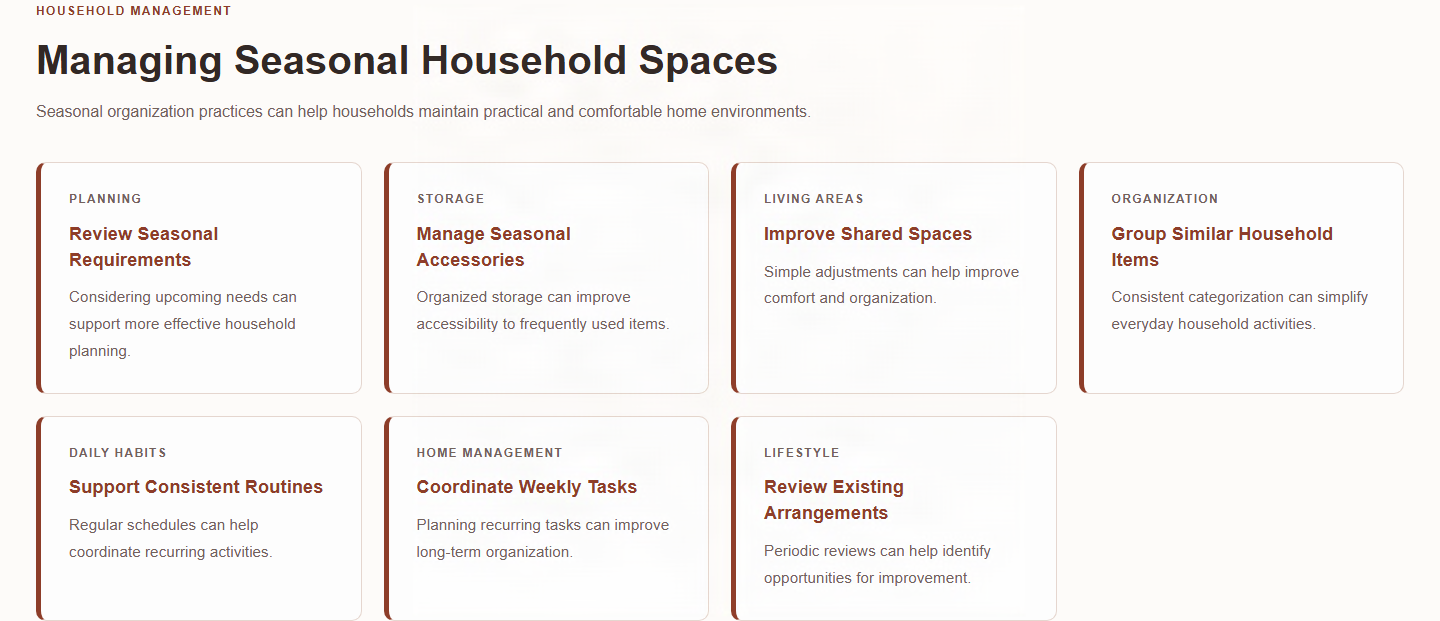 HOUSEHOLD MANAGEMENT
Managing Seasonal Household Spaces
Seasonal organization practices can help households maintain practical and comfortable home environments.
PLANNING
Review Seasonal
Requirements
Considering upcoming needs can
support more effective household
planning.
STORAGE
Manage Seasonal
Accessories
Organized storage can improve
accessibility to frequently used items.
LIVING AREAS
Improve Shared Spaces
Simple adjustments can help improve
comfort and organization.
ORGANIZATION
Group Similar Household
Items
Consistent categorization can simplify
everyday household activities.
DAILY HABITS
Support Consistent Routines
Regular schedules can help
coordinate recurring activities.
HOME MANAGEMENT
Coordinate Weekly Tasks
Planning recurring tasks can improve
long-term organization.
LIFESTYLE
Review Existing
Arrangements
Periodic reviews can help identify
opportunities for improvement.